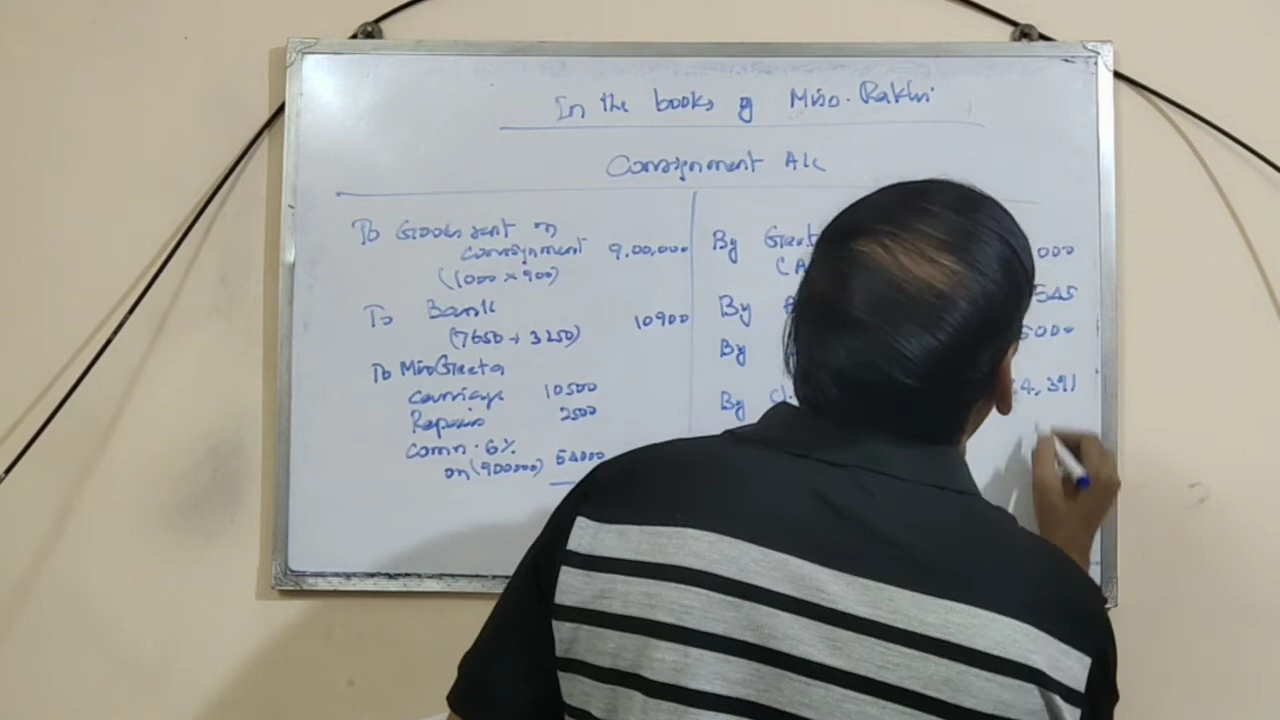 In the books of Miss. Rakhi
Consignment A/c
To Goods sent on
consignment 9,00,000
(1000 x 900)
To Bank
(7650 + 3250) 10900
To Miss Geeta
carriage 10500
Repairs 2500
Comn. 6%
on (900000) 54000
By
000
By
545
By
5000
By
4,391